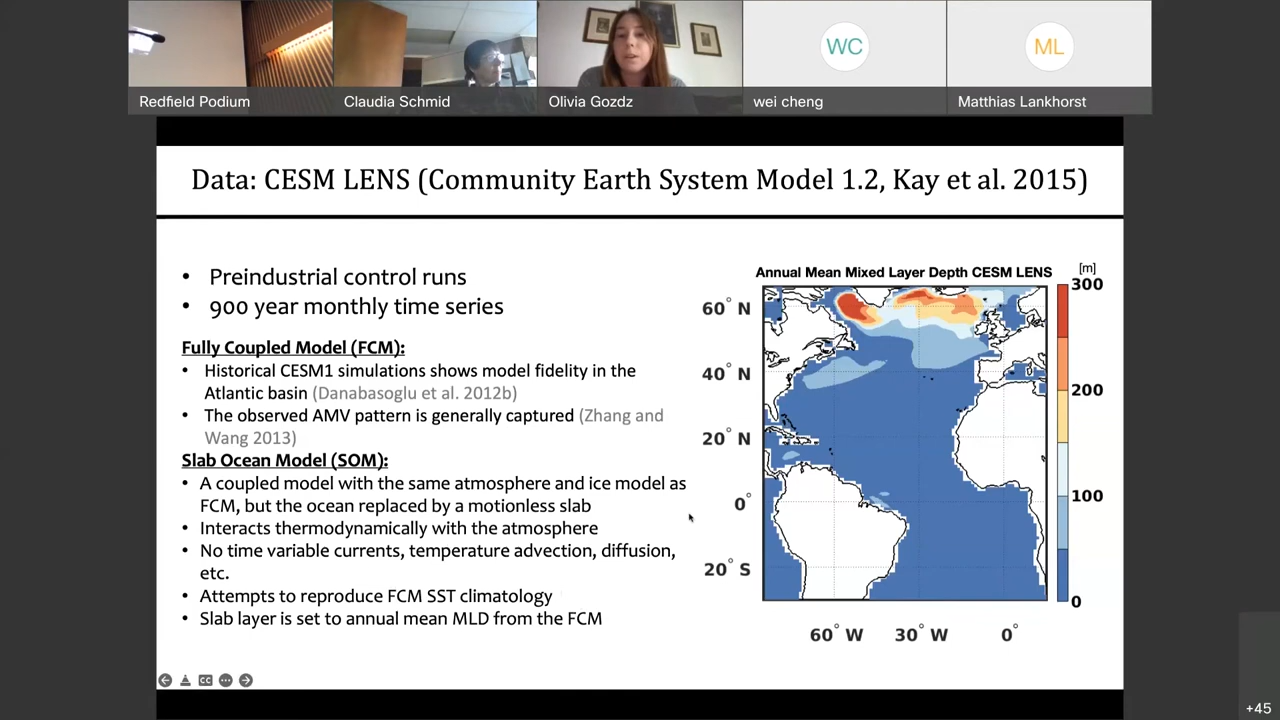 WC
ML
Redfield Podium
Claudia Schmid
Olivia Gozdz
wei cheng
Matthias Lankhorst
Data: CESM LENS (Community Earth System Model 1.2, Kay et al. 2015)
• Preindustrial control runs
• 900 year monthly time series
Fully Coupled Model (FCM):
• Historical CESM1 simulations shows model fidelity in the
Atlantic basin (Danabasoglu et al. 2012b)
• The observed AMV pattern is generally captured (Zhang and
Wang 2013)
Slab Ocean Model (SOM):
• A coupled model with the same atmosphere and ice model as
FCM, but the ocean replaced by a motionless slab
• Interacts thermodynamically with the atmosphere
• No time variable currents, temperature advection, diffusion,
etc.
• Attempts to reproduce FCM SST climatology
• Slab layer is set to annual mean MLD from the FCM
Annual Mean Mixed Layer Depth CESM LENS
[m]
300
200
100
0
60° N
40° N
20° N
0°
20° S
60° W 30° W 0°
CC
+45